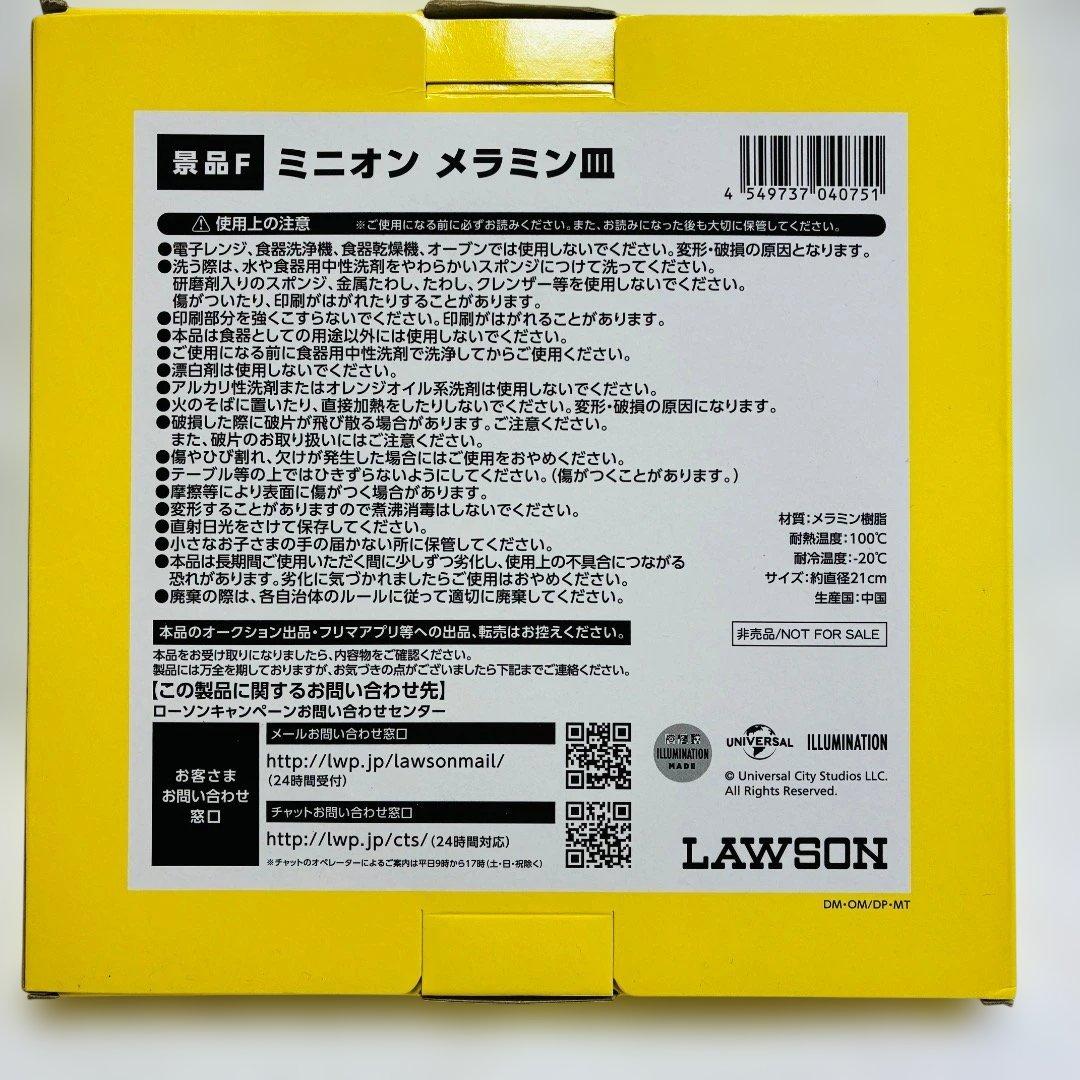 景品F ミニオン メラミン皿
4 549737 040751
使用上の注意 ※ご使用になる前に必ずお読みください。また、お読みになった後も大切に保管してください。
●電子レンジ、食器洗浄機、食器乾燥機、オーブンでは使用しないでください。変形・破損の原因となります。
●洗う際は、水や食器用中性洗剤をやわらかいスポンジにつけて洗ってください。
研磨剤入りのスポンジ、金属たわし、たわし、クレンザー等を使用しないでください。
傷がついたり、印刷がはがれたりすることがあります。
●印刷部分を強くこすらないでください。印刷がはがれることがあります。
●本品は食器としての用途以外には使用しないでください。
●ご使用になる前に食器用中性洗剤で洗浄してからご使用ください。
●漂白剤は使用しないでください。
●アルカリ性洗剤またはオレンジオイル系洗剤は使用しないでください。
●火のそばに置いたり、直接加熱をしたりしないでください。変形・破損の原因になります。
●破損した際に破片が飛び散る場合があります。ご注意ください。
また、破片のお取り扱いにはご注意ください。
●傷やひび割れ、欠けが発生した場合にはご使用をおやめください。
●テーブル等の上ではひきずらないようにしてください。(傷がつくことがあります。)
●摩擦等により表面に傷がつく場合があります。
●変形することがありますので煮沸消毒はしないでください。
●直射日光をさけて保存してください。
●小さなお子さまの手の届かない所に保管してください。
●本品は長期間ご使用いただく間に少しずつ劣化し、使用上の不具合につながる
恐れがあります。劣化に気づかれましたらご使用はおやめください。
●廃棄の際は、各自治体のルールに従って適切に廃棄してください。
材質:メラミン樹脂
耐熱温度:100℃
耐冷温度:-20℃
サイズ:約直径21cm
生産国:中国
本品のオークション出品・フリマアプリ等への出品、転売はお控えください。
非売品/NOT FOR SALE
本品をお受け取りになりましたら、内容物をご確認ください。
製品には万全を期しておりますが、お気づきの点がございましたら下記までご連絡ください。
【この製品に関するお問い合わせ先】
ローソンキャンペーンお問い合わせセンター
お客さま
お問い合わせ
窓口
メールお問い合わせ窓口
http://lwp.jp/lawsonmail/
(24時間受付)
チャットお問い合わせ窓口
http://lwp.jp/cts/(24時間対応)
※チャットのオペレーターによるご案内は平日9時から17時(土・日・祝除く)
ILLUMINATION
MADE
UNIVERSAL
ILLUMINATION
© Universal City Studios LLC.
All Rights Reserved.
LAWSON
DM・OM/DP・MT